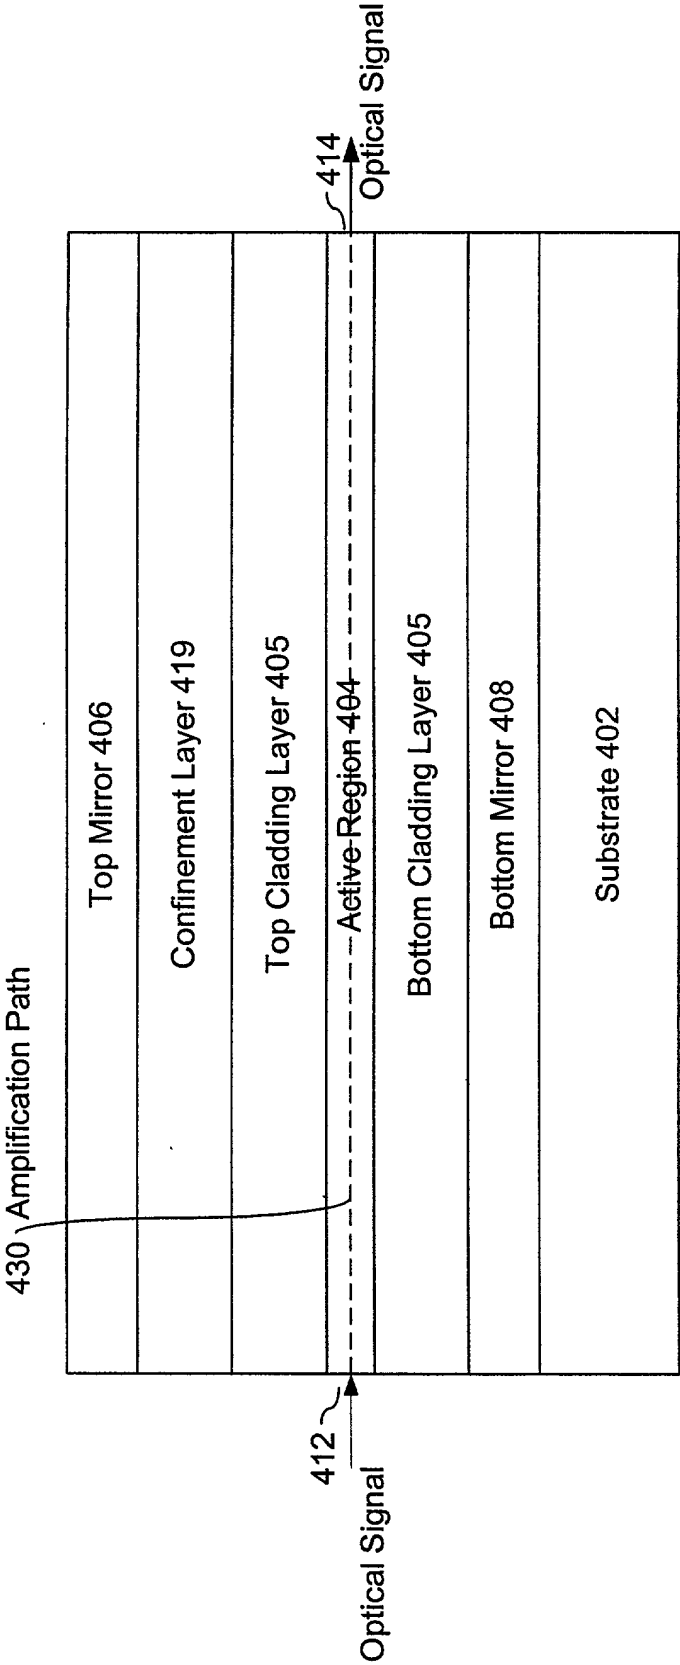 430 Amplification Path
Top Mirror 406
Confinement Layer 419
Top Cladding Layer 405
412
414
Active Region 404
Optical Signal
Optical Signal
Bottom Cladding Layer 405
Bottom Mirror 408
Substrate 402